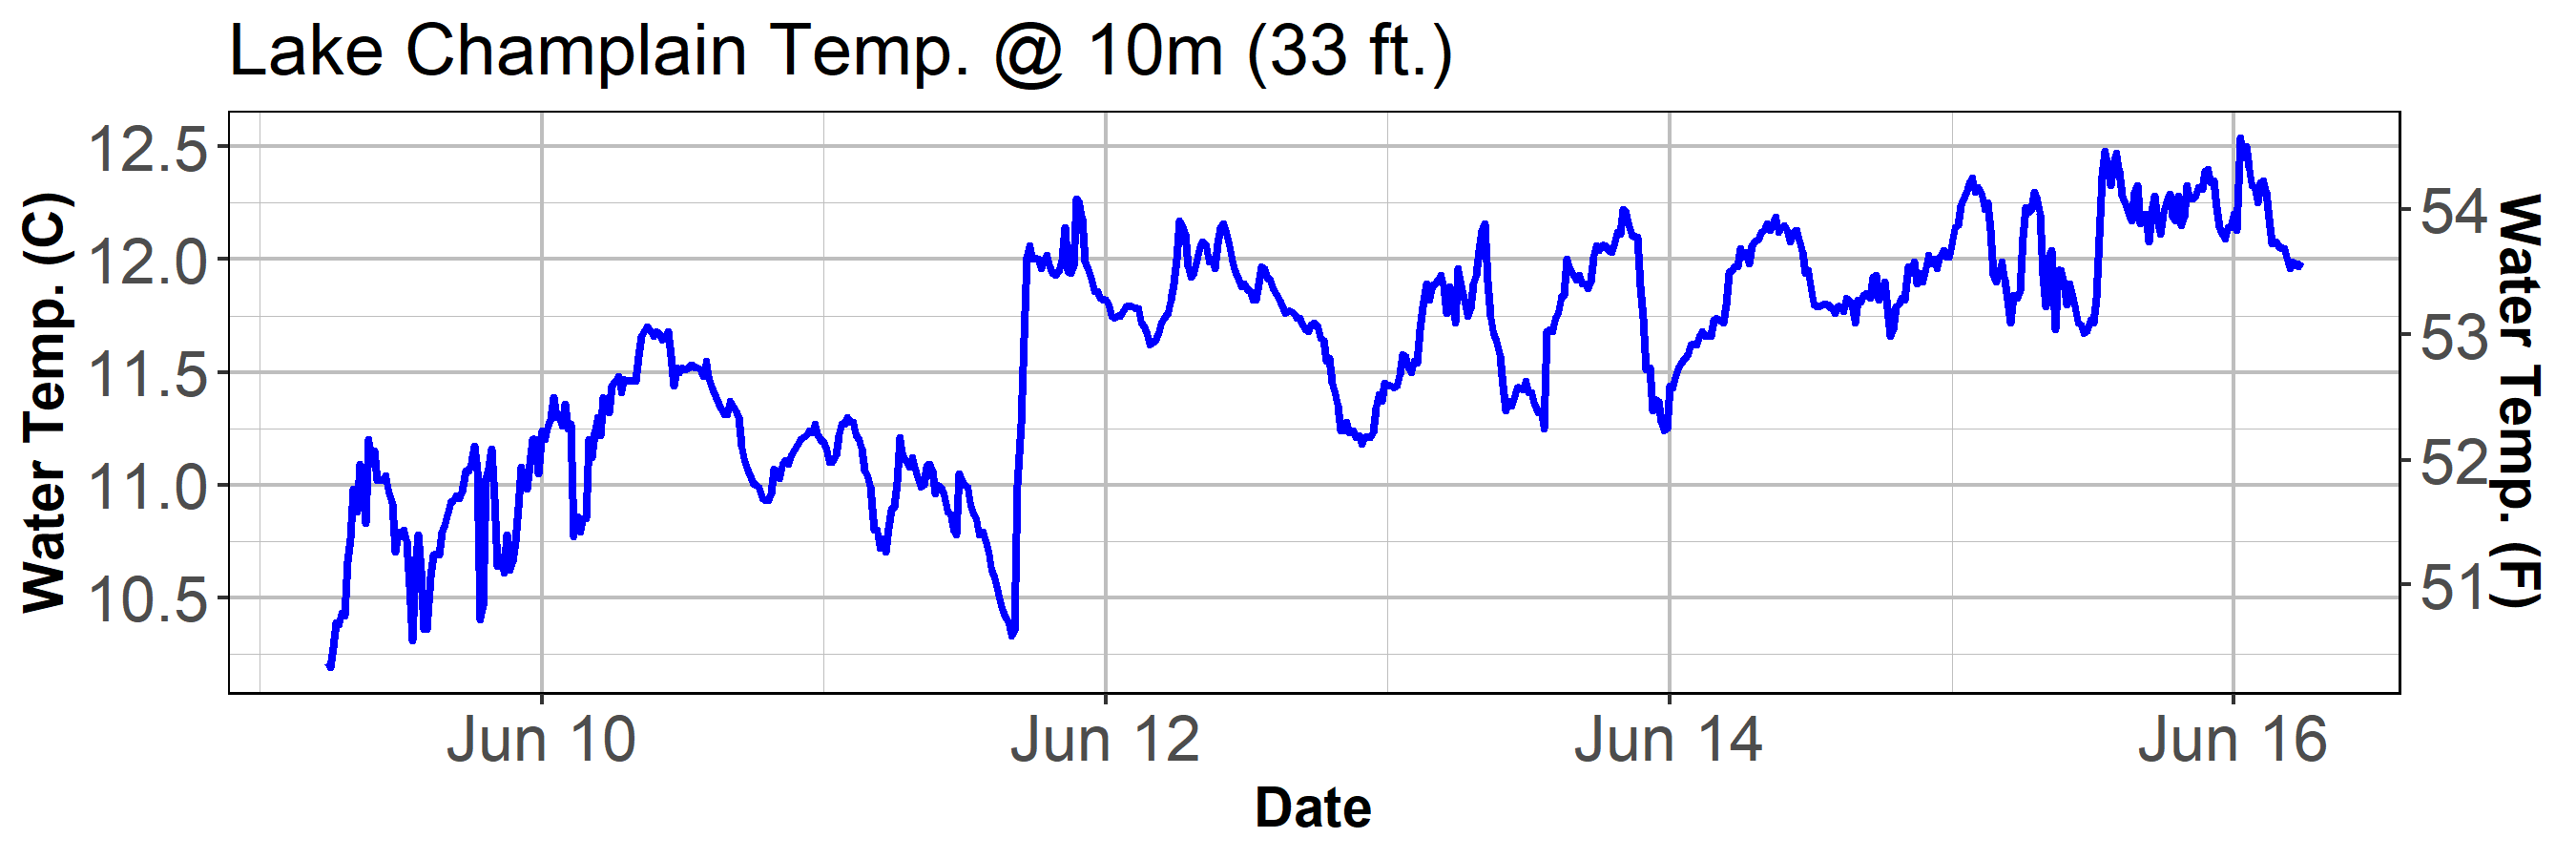 Lake Champlain Temp. @ 10m (33 ft.)
Water Temp. (C)
12.5
12.0
11.5
11.0
10.5
54
53
52
51
Water Temp. (F)
Jun 10
Jun 12
Jun 14
Jun 16
Date